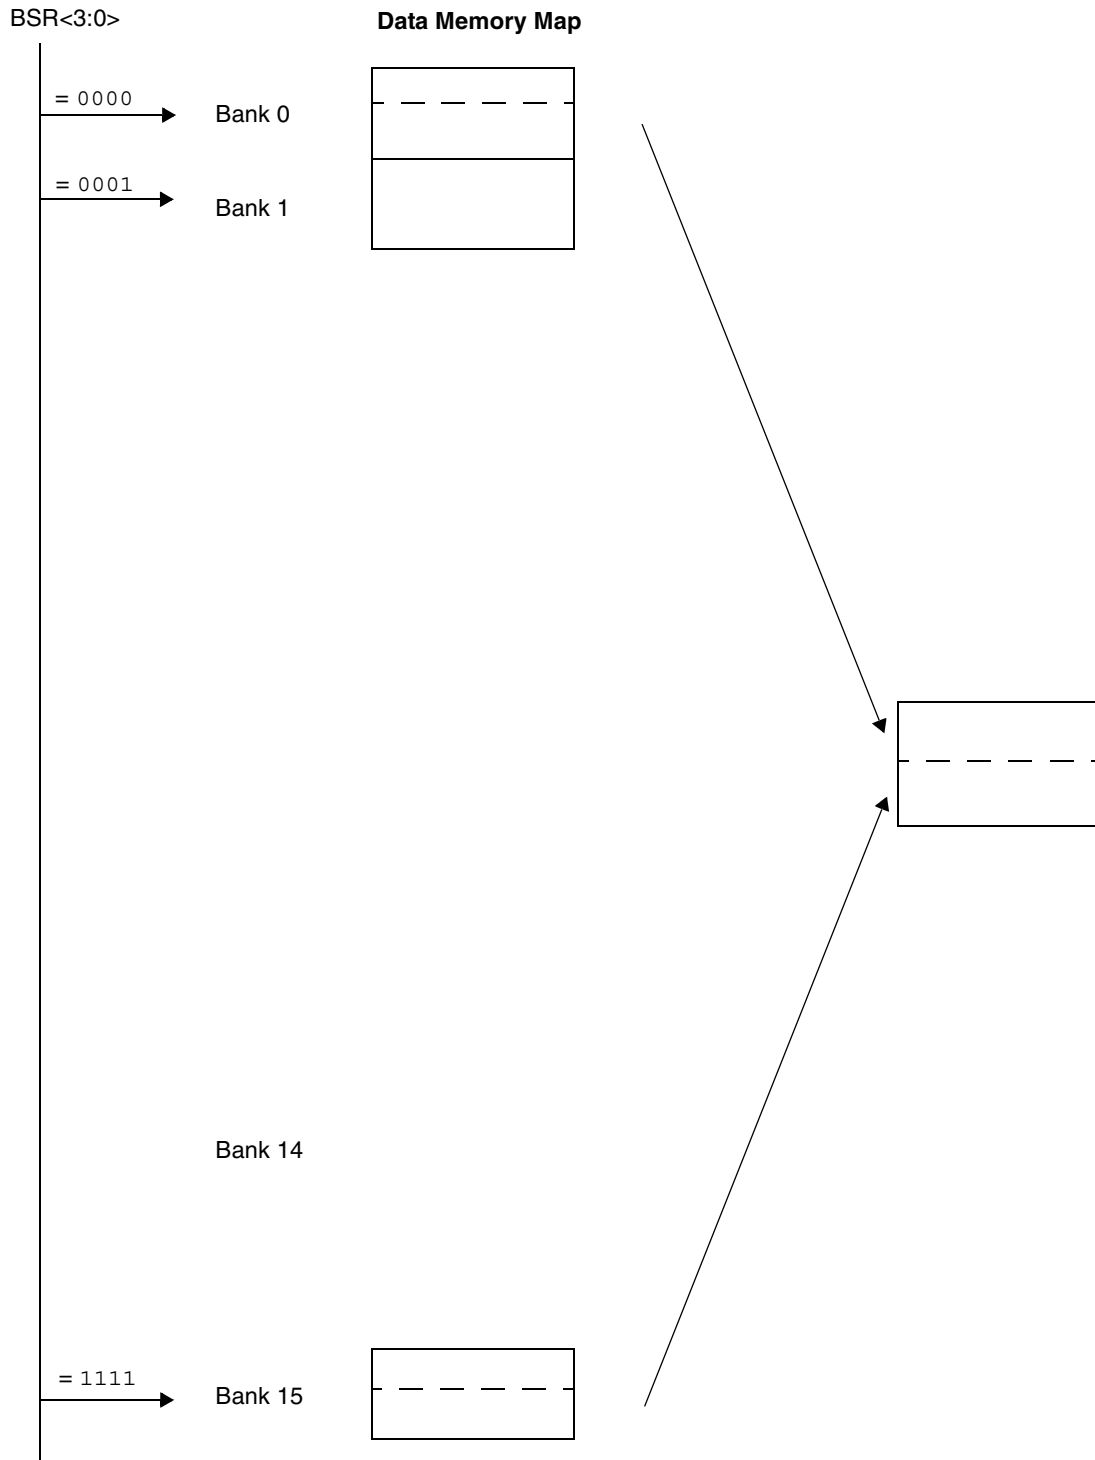 BSR<3:0>
Data Memory Map
= 0000
Bank 0
= 0001
Bank 1
Bank 14
= 1111
Bank 15